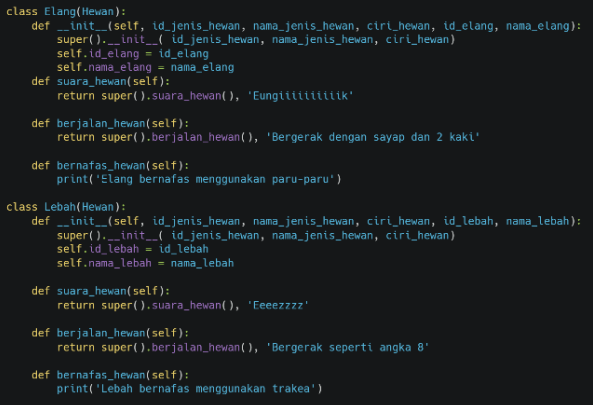 class Elang(Hewan):
    def __init__(self, id_jenis_hewan, nama_jenis_hewan, ciri_hewan, id_elang, nama_elang):
        super().__init__( id_jenis_hewan, nama_jenis_hewan, ciri_hewan)
        self.id_elang = id_elang
        self.nama_elang = nama_elang
    def suara_hewan(self):
        return super().suara_hewan(), 'Eungiiiiiiiiik'

    def berjalan_hewan(self):
        return super().berjalan_hewan(), 'Bergerak dengan sayap dan 2 kaki'

    def bernafas_hewan(self):
        print('Elang bernafas menggunakan paru-paru')

class Lebah(Hewan):
    def __init__(self, id_jenis_hewan, nama_jenis_hewan, ciri_hewan, id_lebah, nama_lebah):
        super().__init__( id_jenis_hewan, nama_jenis_hewan, ciri_hewan)
        self.id_lebah = id_lebah
        self.nama_lebah = nama_lebah

    def suara_hewan(self):
        return super().suara_hewan(), 'Eeeezzzz'

    def berjalan_hewan(self):
        return super().berjalan_hewan(), 'Bergerak seperti angka 8'

    def bernafas_hewan(self):
        print('Lebah bernafas menggunakan trakea')